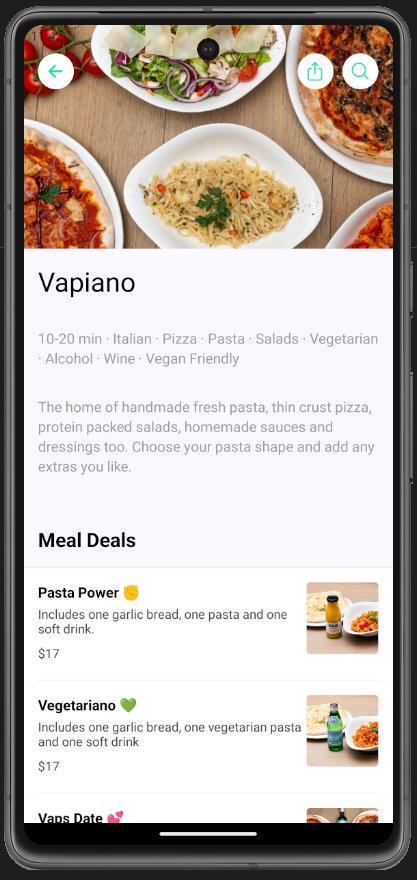 Vapiano
10-20 min · Italian · Pizza · Pasta · Salads · Vegetarian
· Alcohol · Wine · Vegan Friendly
The home of handmade fresh pasta, thin crust pizza,
protein packed salads, homemade sauces and
dressings too. Choose your pasta shape and add any
extras you like.
Meal Deals
Pasta Power ✊
Includes one garlic bread, one pasta and one
soft drink.
$17
Vegetariano 💚
Includes one garlic bread, one vegetarian pasta
and one soft drink
$17
Vaps Date 💕